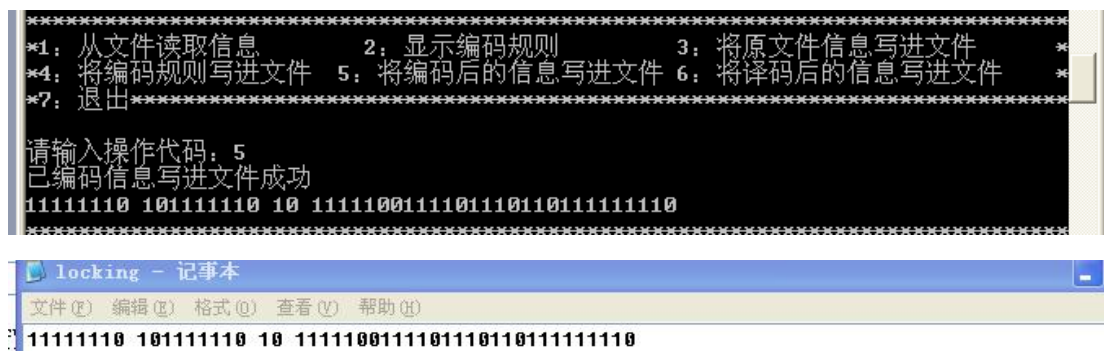 ********************************************************************************
*1: 从文件读取信息 2: 显示编码规则 3: 将原文件信息写进文件 *
*4: 将编码规则写进文件 5: 将编码后的信息写进文件 6: 将译码后的信息写进文件 *
*7: 退出************************************************************************
请输入操作代码: 5
已编码信息写进文件成功
11111110 101111110 10 1111100111101110110111111110
********************************************************************************
locking - 记事本
文件(F) 编辑(E) 格式(O) 查看(V) 帮助(H)
11111110 101111110 10 1111100111101110110111111110